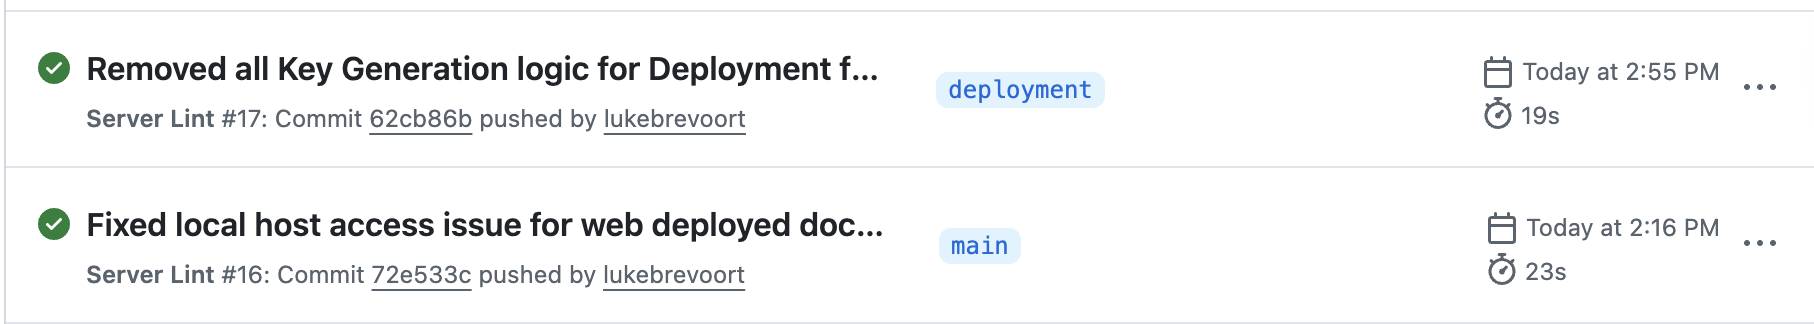 Removed all Key Generation logic for Deployment f...
Server Lint #17: Commit 62cb86b pushed by lukebrevoort
deployment
Today at 2:55 PM
19s
Fixed local host access issue for web deployed doc...
Server Lint #16: Commit 72e533c pushed by lukebrevoort
main
Today at 2:16 PM
23s